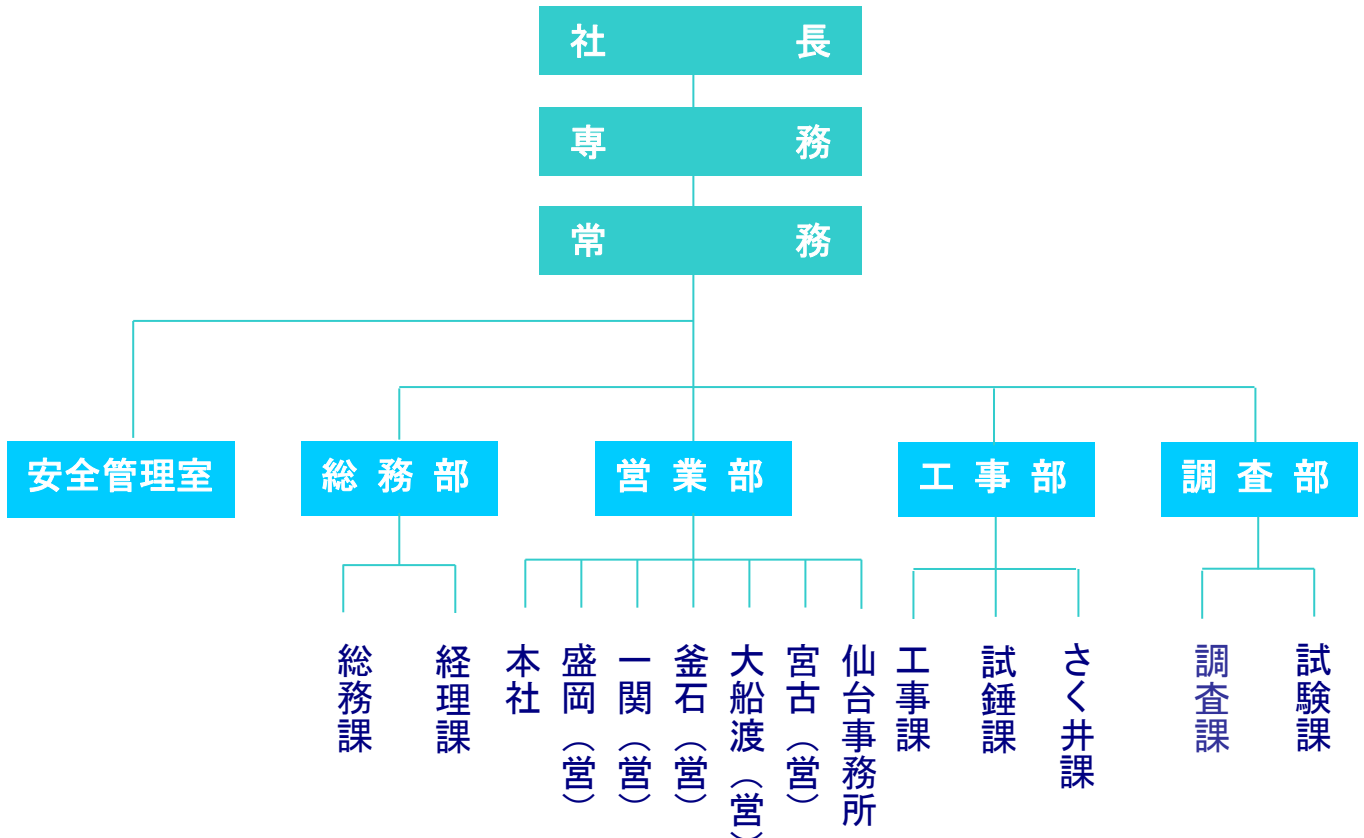 社長
専務
常務
安全管理室
総務部
営業部
工事部
調査部
総務課
経理課
本社
盛岡（営）
一関（営）
釜石（営）
大船渡（営）
宮古（営）
仙台事務所
工事課
試錐課
さく井課
調査課
試験課